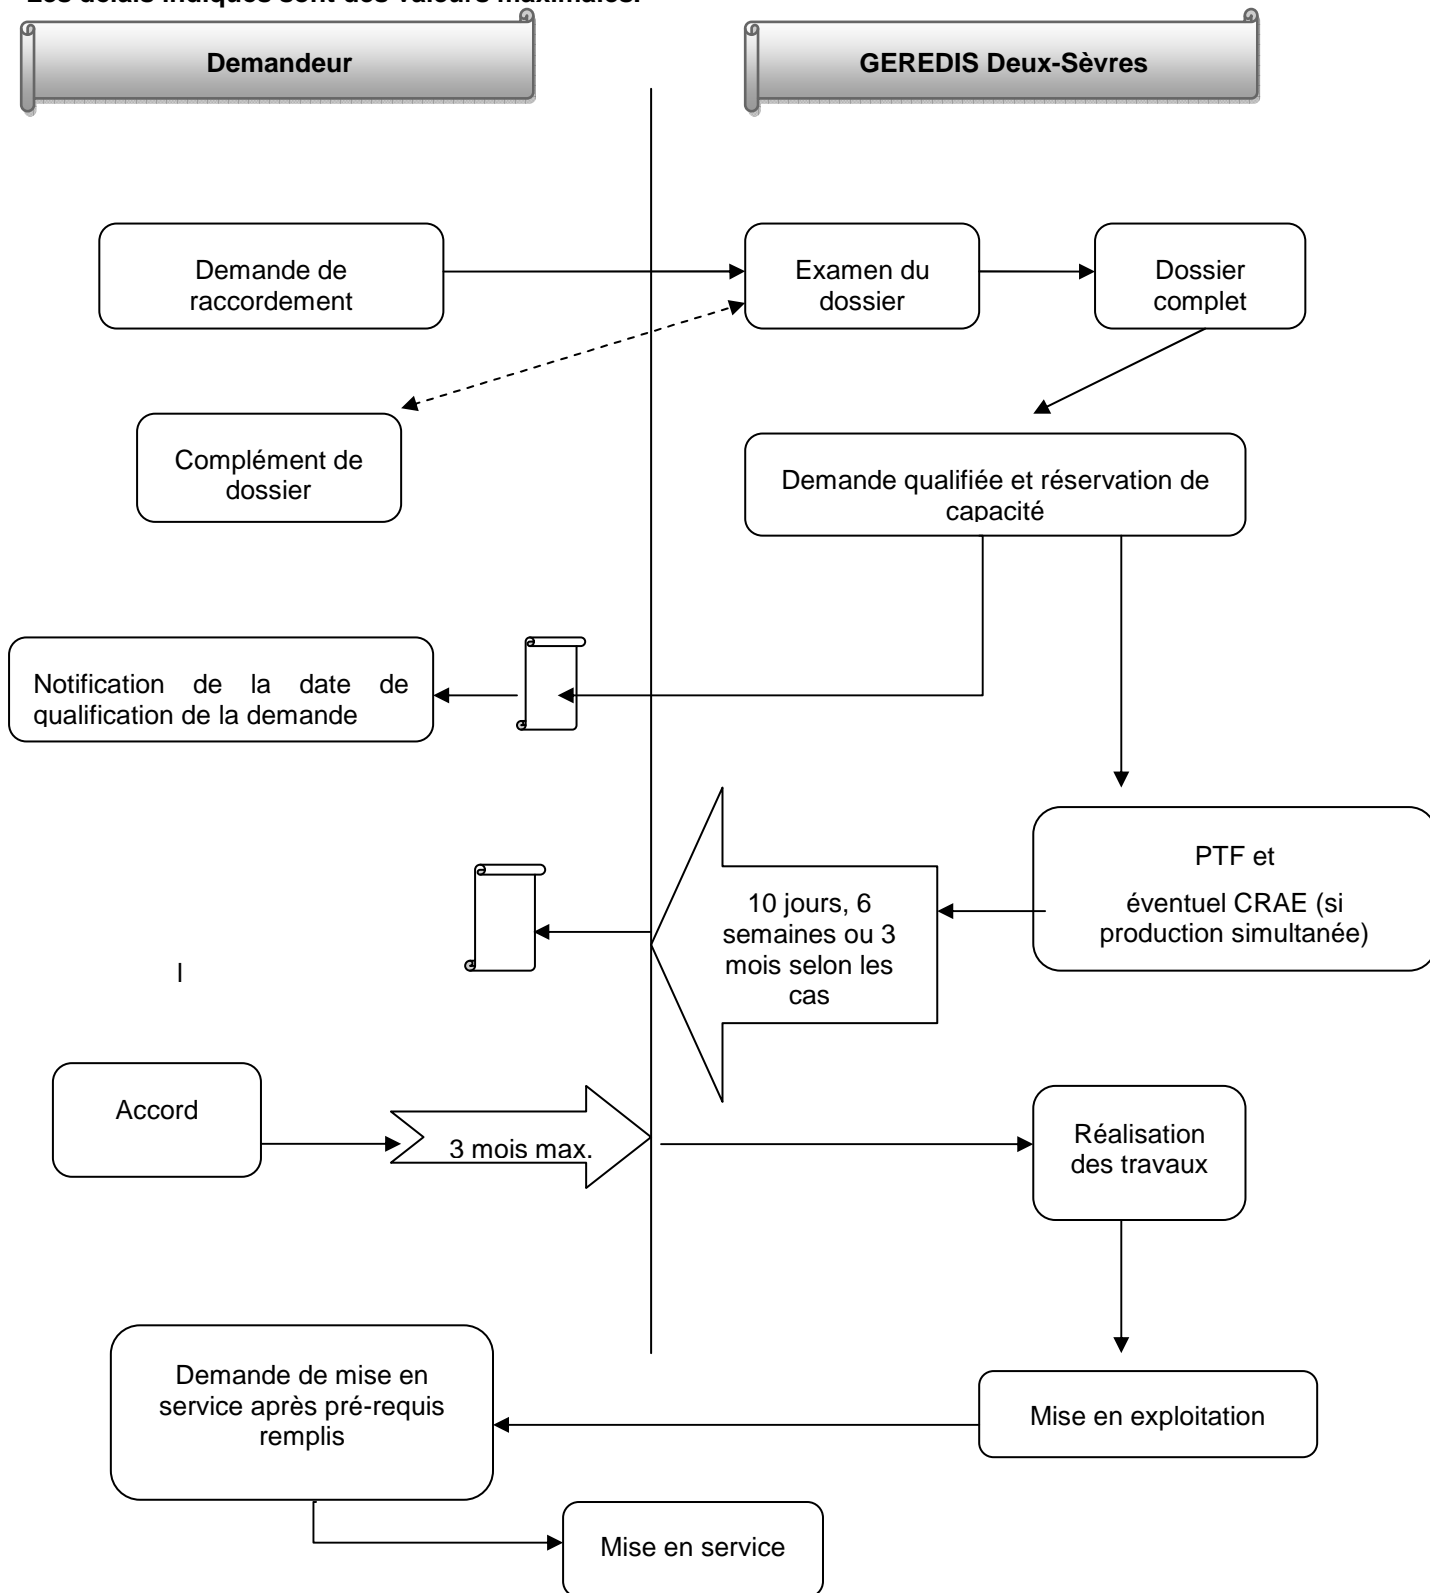 Les délais indiqués sont des valeurs maximales.
Demandeur
GEREDIS Deux-Sèvres
Demande de
raccordement
Examen du
dossier
Dossier
complet
Complément de
dossier
Demande qualifiée et réservation de
capacité
Notification de la date de
qualification de la demande
PTF et
éventuel CRAE (si
production simultanée)
10 jours, 6
semaines ou 3
mois selon les
cas
I
Accord
3 mois max.
Réalisation
des travaux
Demande de mise en
service après pré-requis
remplis
Mise en exploitation
Mise en service